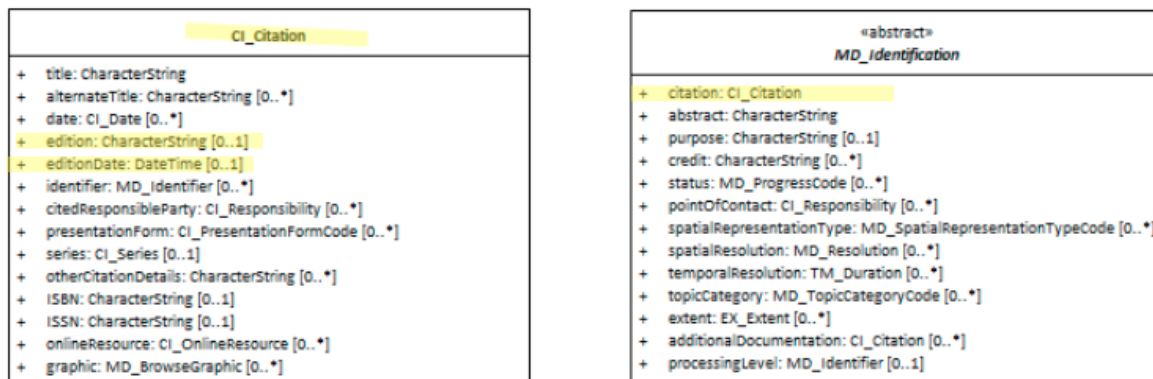 CI_Citation
+ title: CharacterString
+ alternateTitle: CharacterString [0..*]
+ date: CI_Date [0..*]
+ edition: CharacterString [0..1]
+ editionDate: DateTime [0..1]
+ identifier: MD_Identifier [0..*]
+ citedResponsibleParty: CI_Responsibility [0..*]
+ presentationForm: CI_PresentationFormCode [0..*]
+ series: CI_Series [0..1]
+ otherCitationDetails: CharacterString [0..*]
+ ISBN: CharacterString [0..1]
+ ISSN: CharacterString [0..1]
+ onlineResource: CI_OnlineResource [0..*]
+ graphic: MD_BrowseGraphic [0..*]
«abstract»
MD_Identification
+ citation: CI_Citation
+ abstract: CharacterString
+ purpose: CharacterString [0..1]
+ credit: CharacterString [0..*]
+ status: MD_ProgressCode [0..*]
+ pointOfContact: CI_Responsibility [0..*]
+ spatialRepresentationType: MD_SpatialRepresentationTypeCode [0..*]
+ spatialResolution: MD_Resolution [0..*]
+ temporalResolution: TM_Duration [0..*]
+ topicCategory: MD_TopicCategoryCode [0..*]
+ extent: EX_Extent [0..*]
+ additionalDocumentation: CI_Citation [0..*]
+ processingLevel: MD_Identifier [0..1]